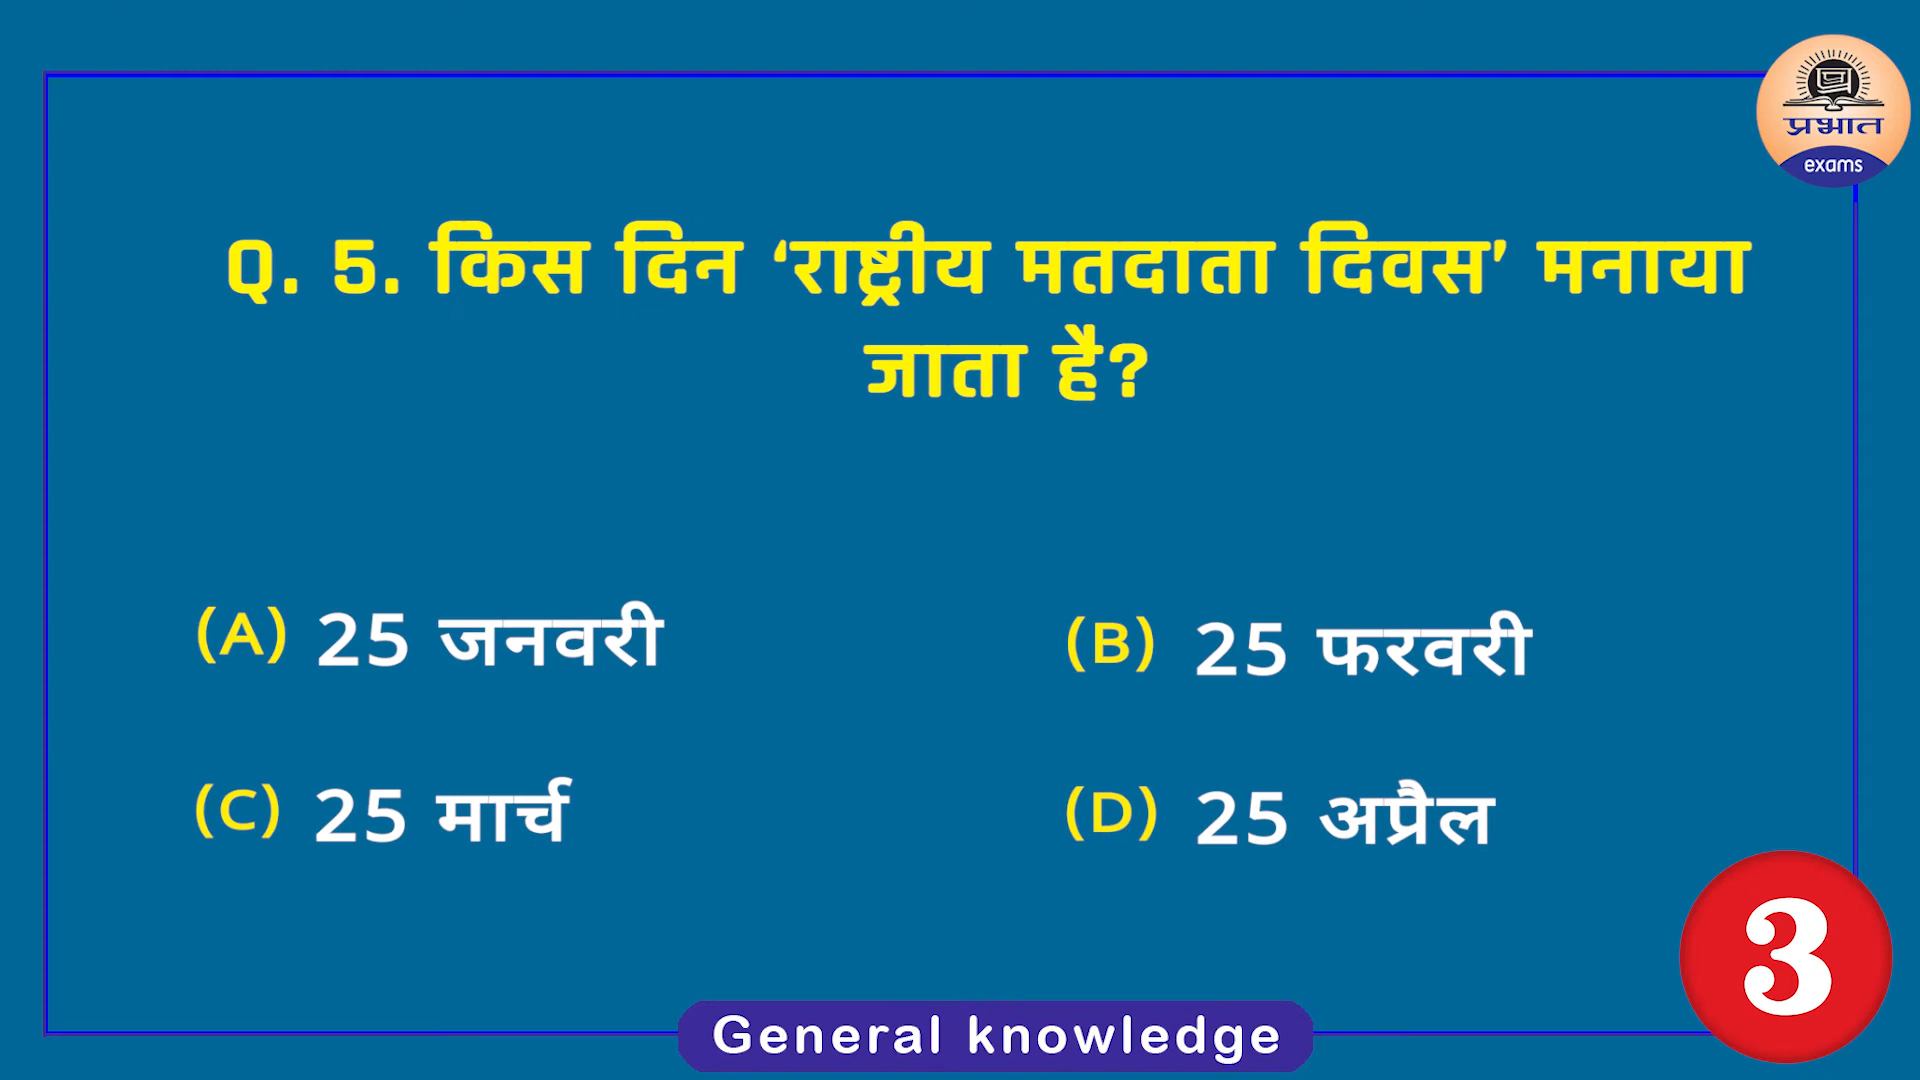 प्रभात
exams
Q. 5. किस दिन ‘राष्ट्रीय मतदाता दिवस’ मनाया
जाता है?
(A) 25 जनवरी
(B) 25 फरवरी
(C) 25 मार्च
(D) 25 अप्रैल
3
General knowledge